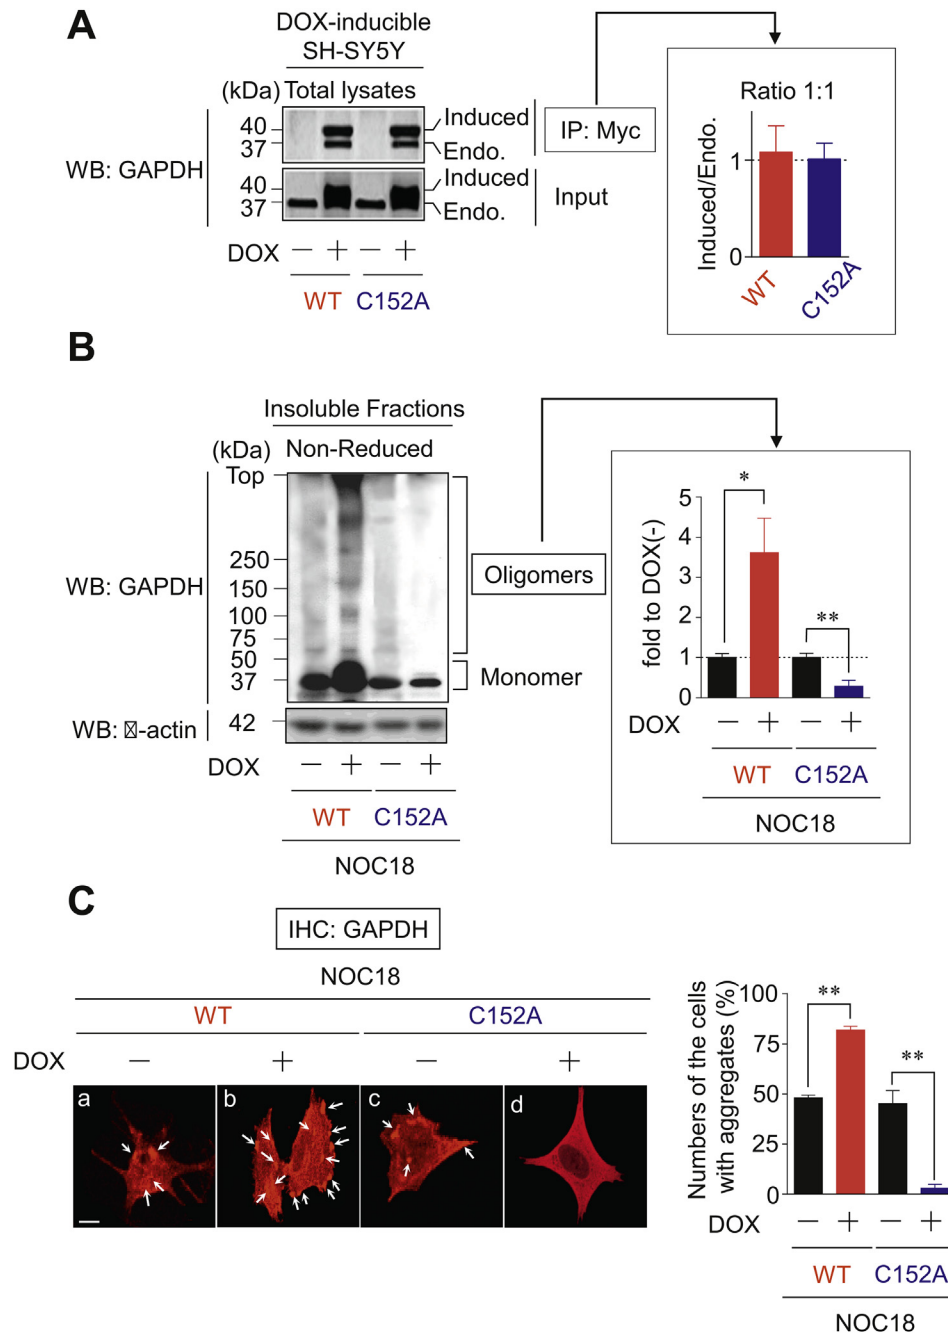 A
DOX-inducible
SH-SY5Y
(kDa) Total lysates
WB: GAPDH
40
37
Induced
Endo.
IP: Myc
40
37
Induced
Endo.
Input
DOX − + − +
WT C152A
Ratio 1:1
Induced/Endo.
1
0
WT
C152A
B
Insoluble Fractions
(kDa) Non-Reduced
Top
250
150
100
75
50
37
WB: GAPDH
Oligomers
Monomer
WB: -actin 42
DOX − + − +
WT C152A
NOC18
fold to DOX(-)
5
4
3
2
1
0
*
**
DOX − + − +
WT C152A
NOC18
C
IHC: GAPDH
NOC18
WT C152A
DOX − + − +
a b c d
Numbers of the cells
with aggregates (%)
100
75
50
25
0
**
**
DOX − + − +
WT C152A
NOC18